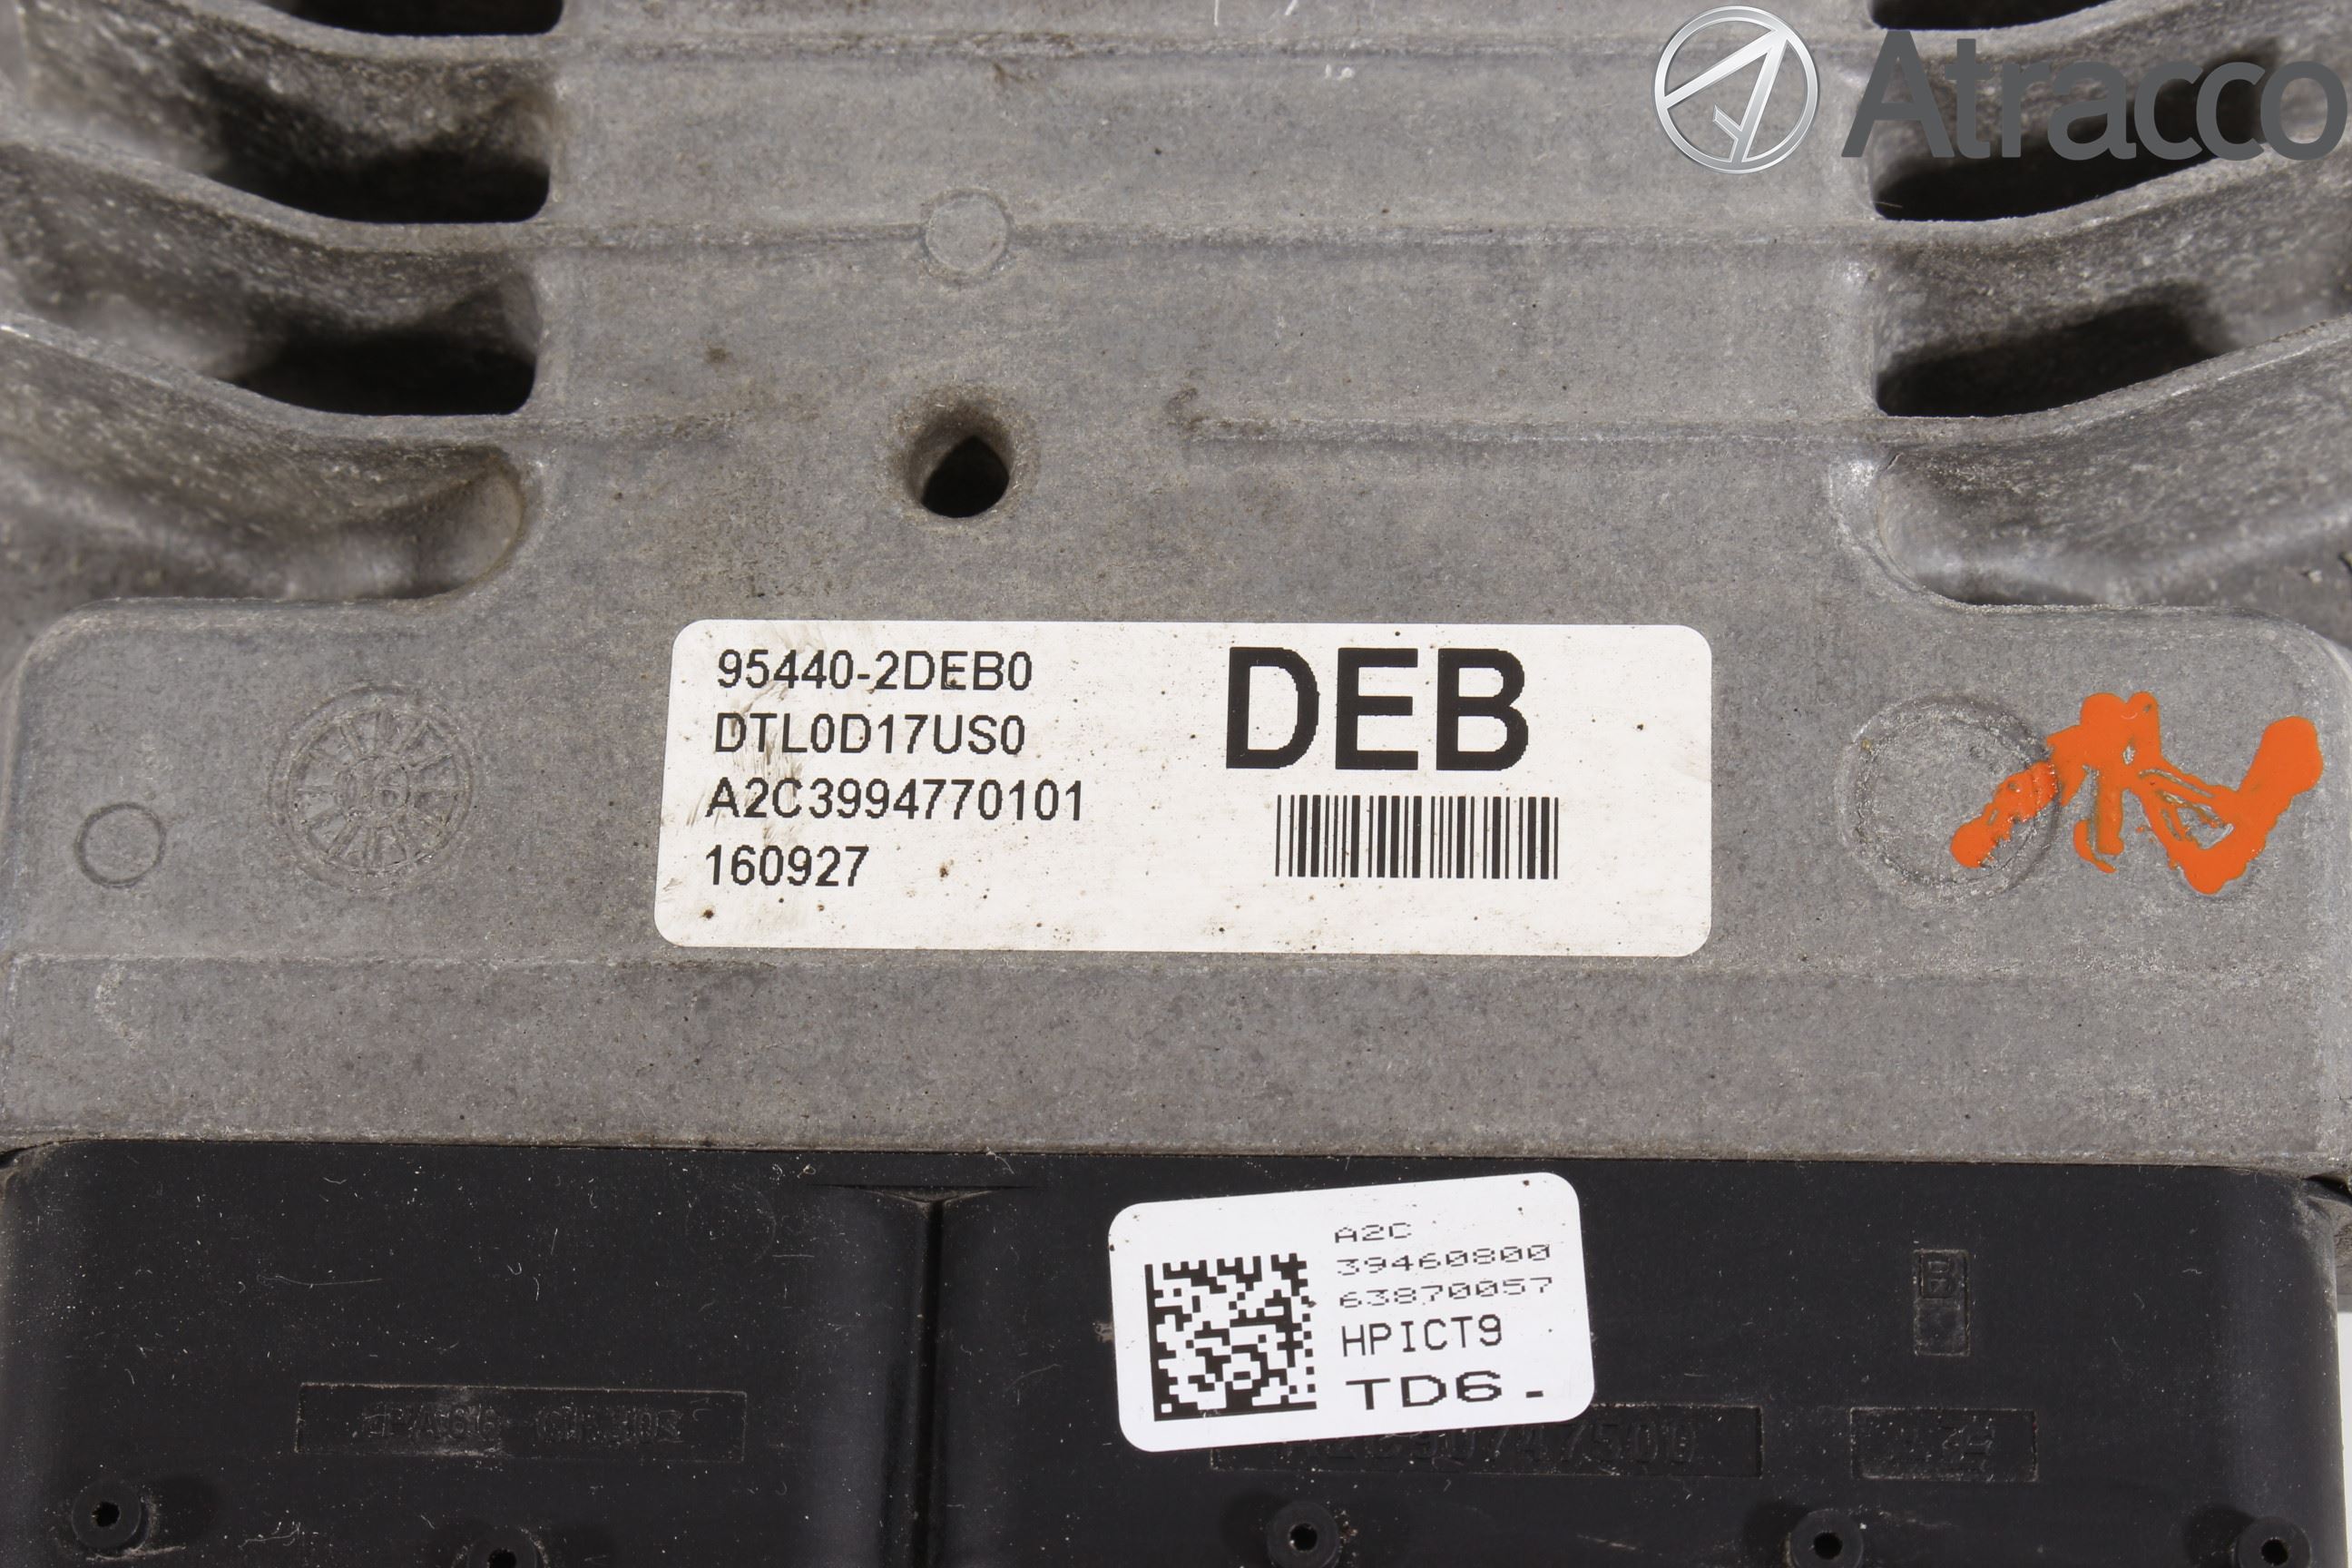 Atracco
95440-2DEB0
DEB
DTL0D17US0
A2C3994770101
160927
A2C
39460800
63870057
HPICT9
TD6.-